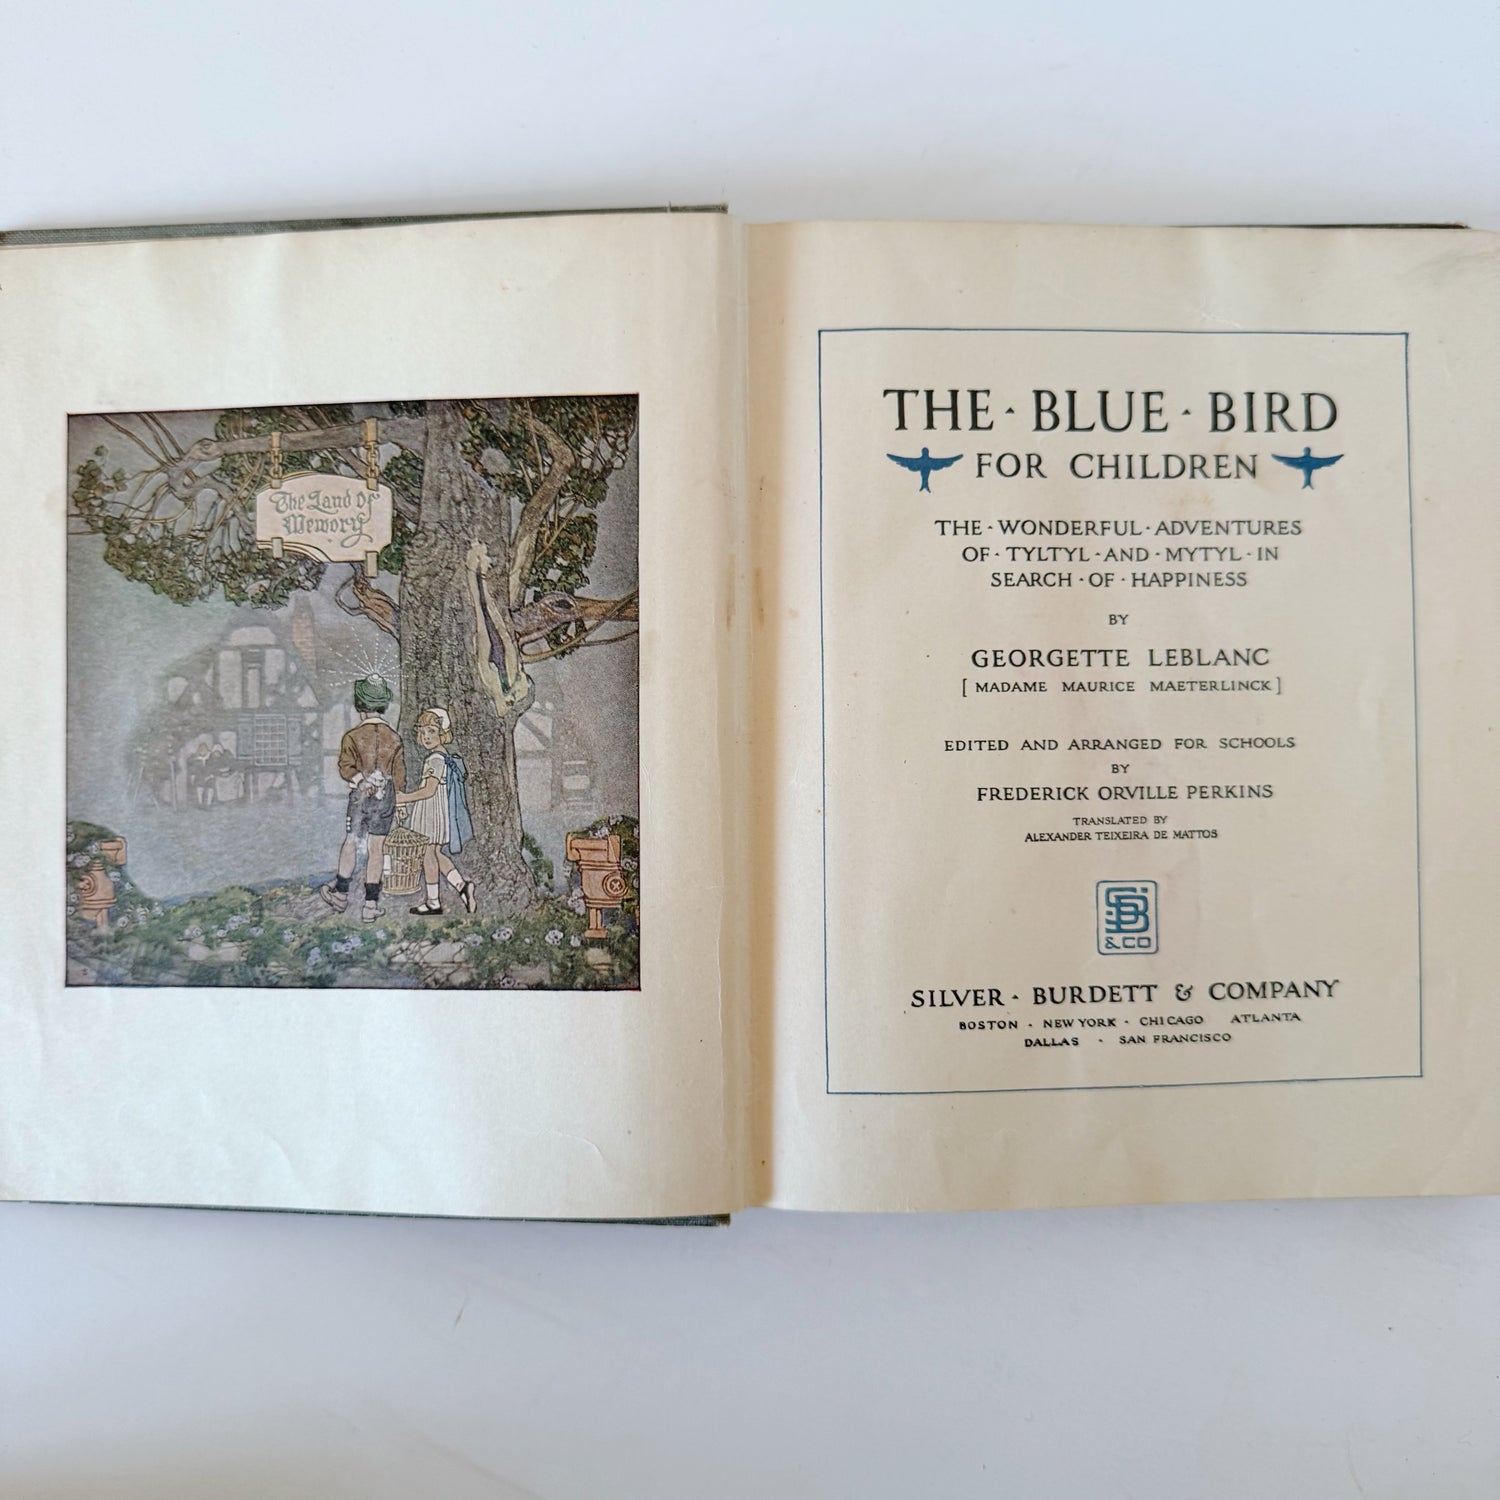 The Land Of
Memory
THE · BLUE · BIRD
FOR CHILDREN
THE · WONDERFUL · ADVENTURES
OF · TYLTYL · AND · MYTYL · IN
SEARCH · OF · HAPPINESS
BY
GEORGETTE LEBLANC
[ MADAME MAURICE MAETERLINCK ]
EDITED AND ARRANGED FOR SCHOOLS
BY
FREDERICK ORVILLE PERKINS
TRANSLATED BY
ALEXANDER TEIXEIRA DE MATTOS
SB
& CO
SILVER · BURDETT & COMPANY
BOSTON · NEW YORK · CHICAGO ATLANTA
DALLAS · SAN FRANCISCO